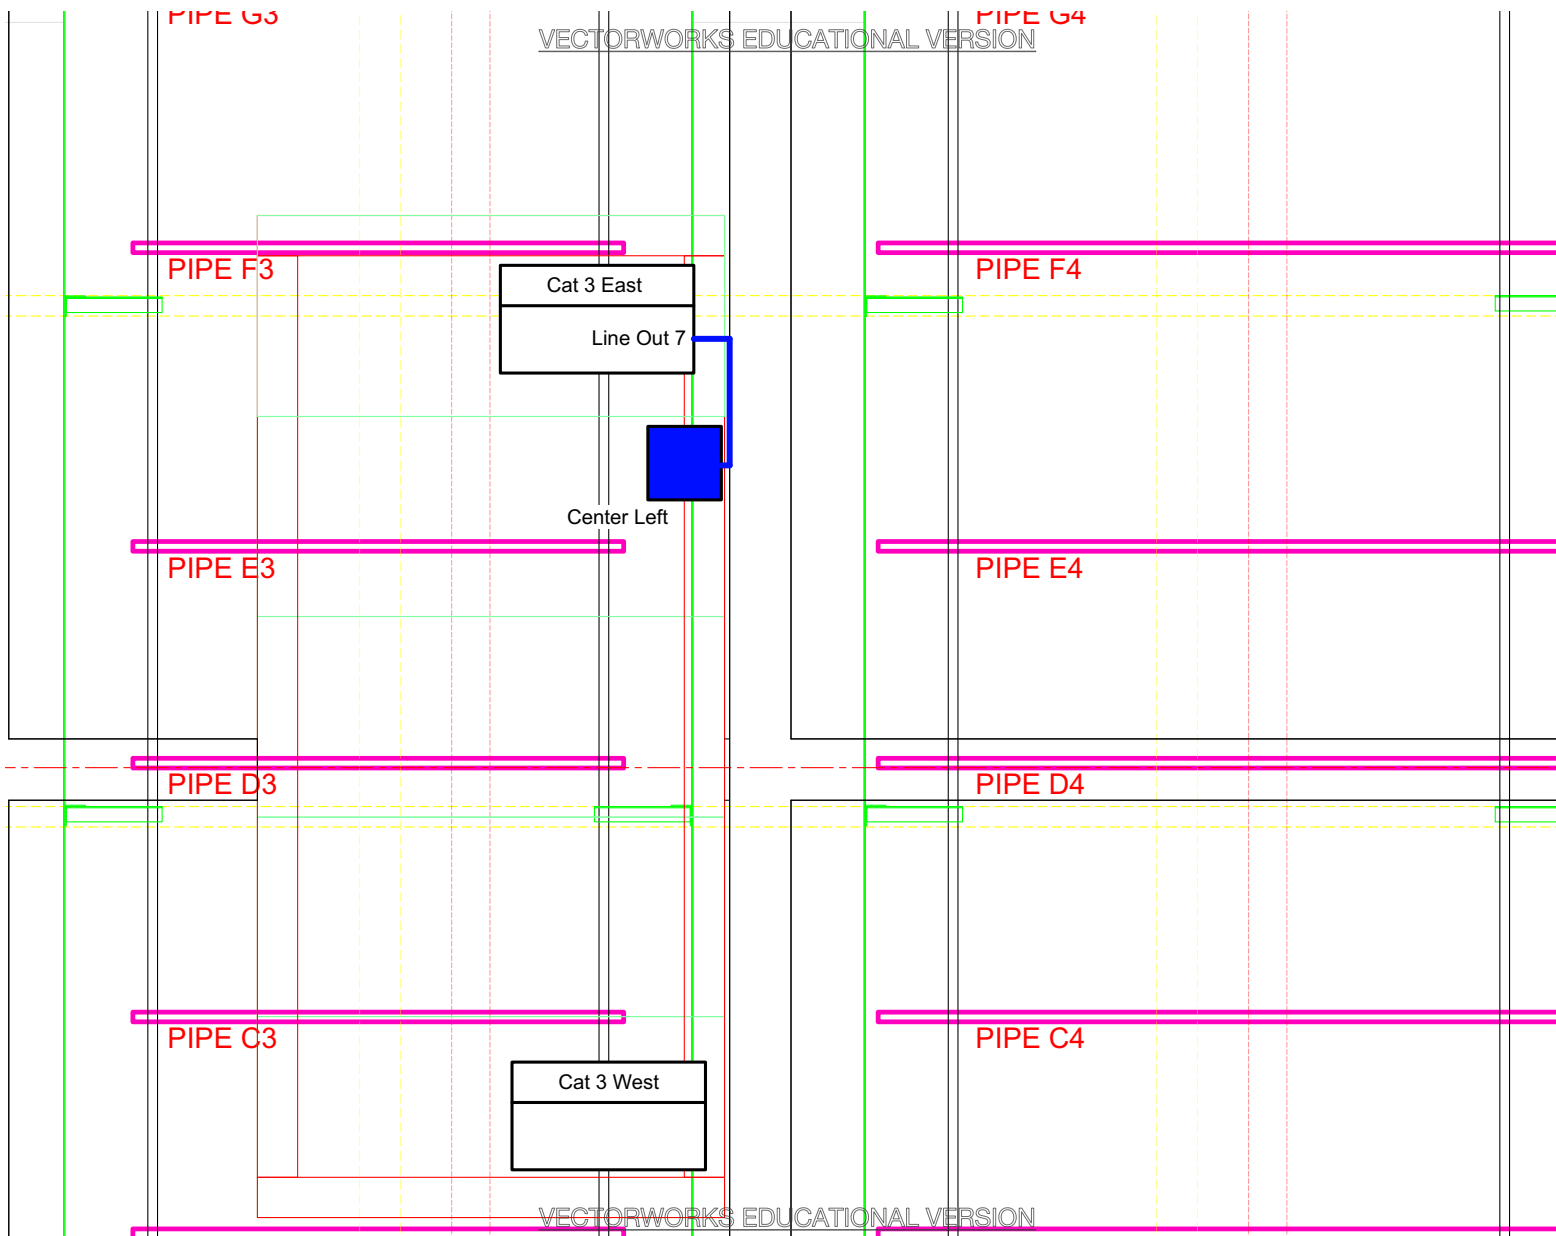 PIPE G3
PIPE G4
VECTORWORKS EDUCATIONAL VERSION
PIPE F3
PIPE F4
Cat 3 East
Line Out 7
Center Left
PIPE E3
PIPE E4
PIPE D3
PIPE D4
PIPE C3
PIPE C4
Cat 3 West
VECTORWORKS EDUCATIONAL VERSION